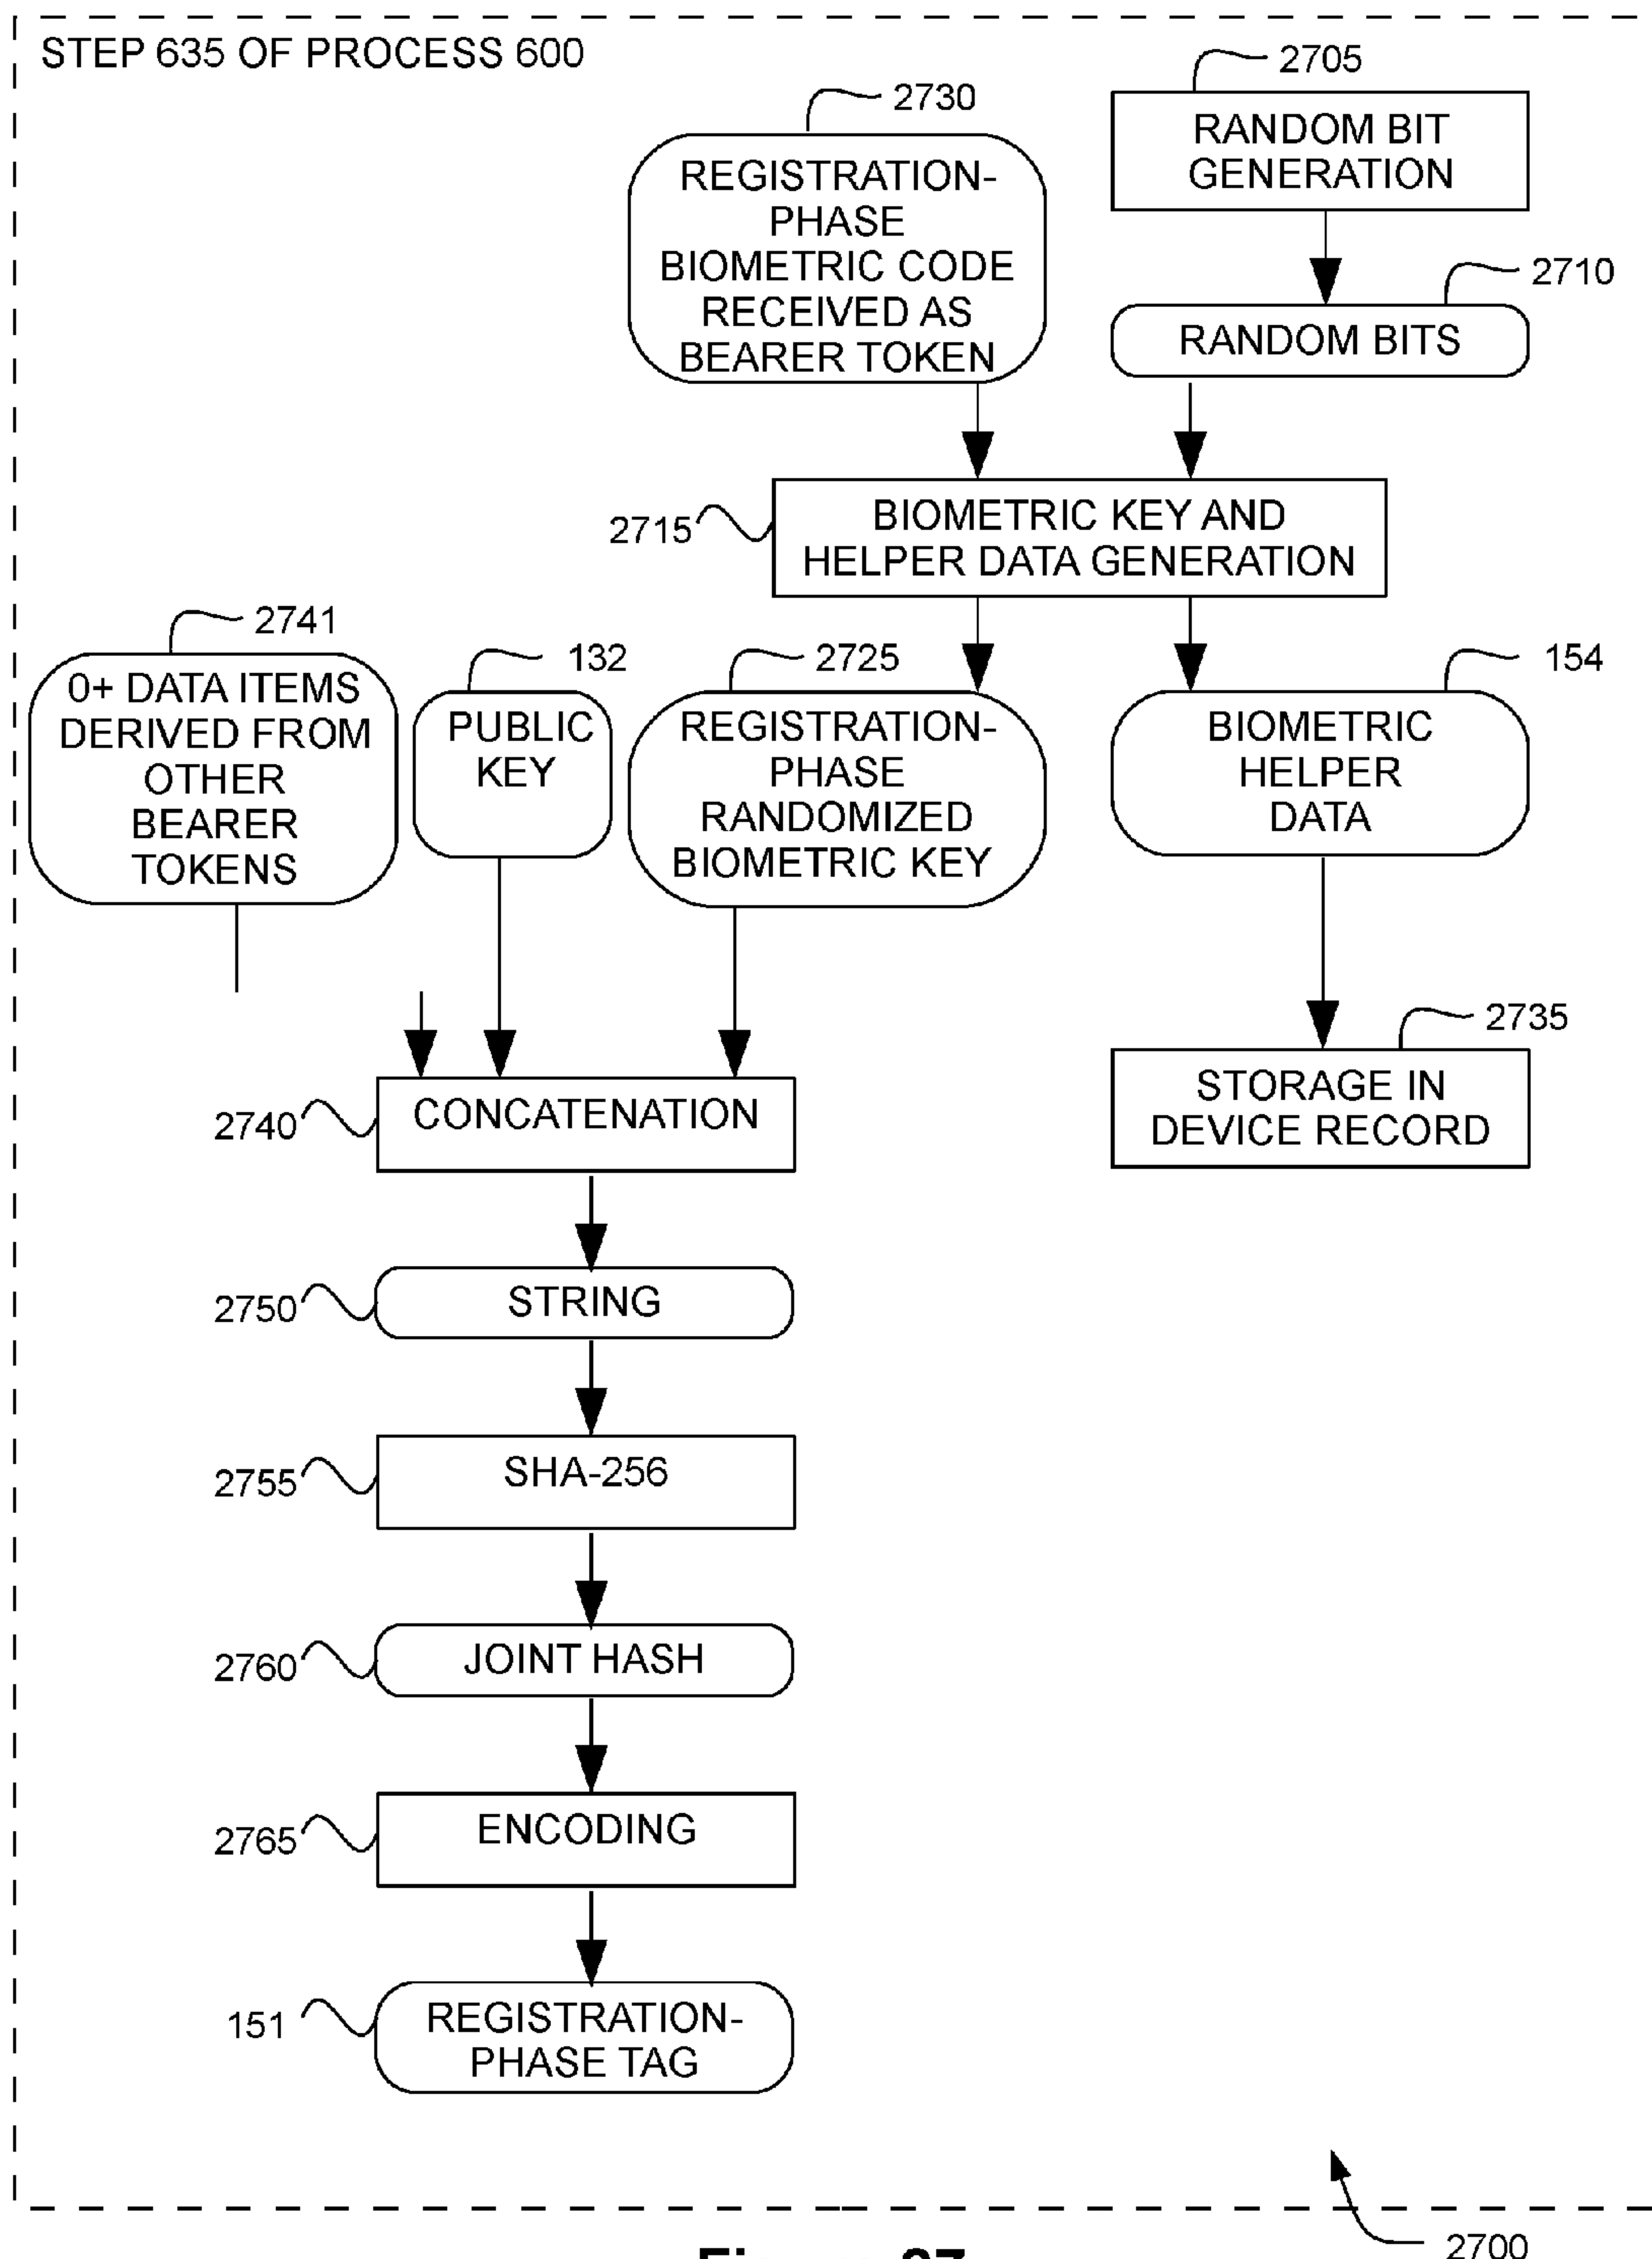 STEP 635 OF PROCESS 600
2705
2730
RANDOM BIT
GENERATION
REGISTRATION-
PHASE
BIOMETRIC CODE
RECEIVED AS
BEARER TOKEN
2710
RANDOM BITS
2715
BIOMETRIC KEY AND
HELPER DATA GENERATION
2741
132
2725
154
0+ DATA ITEMS
DERIVED FROM
OTHER
BEARER
TOKENS
PUBLIC
KEY
REGISTRATION-
PHASE
RANDOMIZED
BIOMETRIC KEY
BIOMETRIC
HELPER
DATA
2735
STORAGE IN
DEVICE RECORD
2740
CONCATENATION
2750
STRING
2755
SHA-256
2760
JOINT HASH
2765
ENCODING
151
REGISTRATION-
PHASE TAG
2700